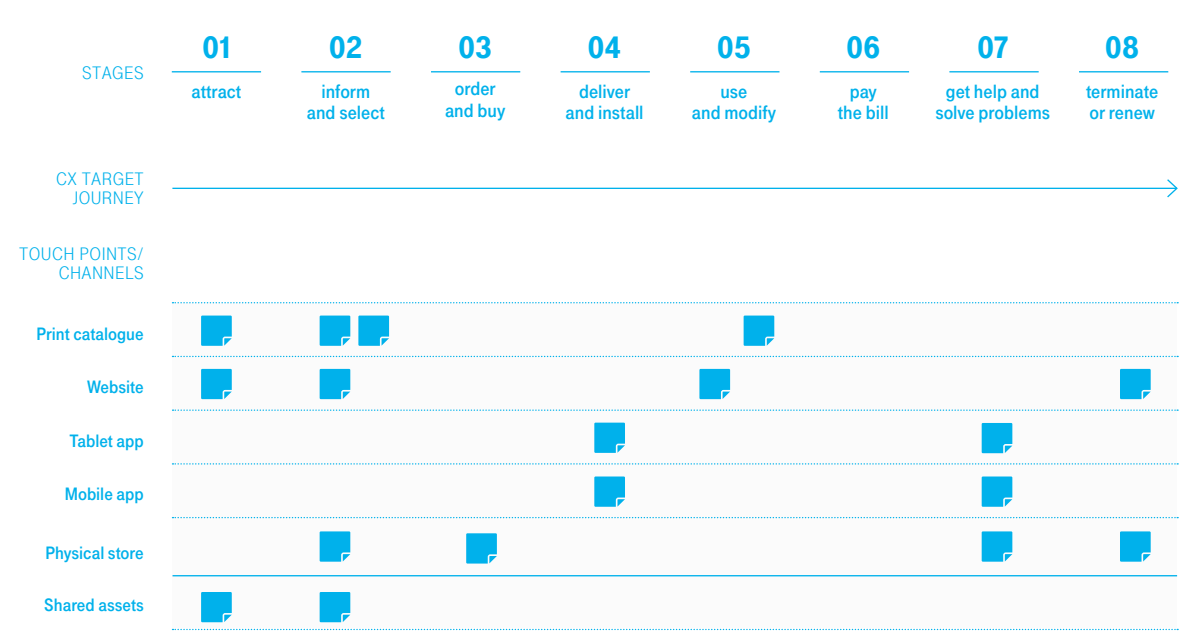 STAGES
01
attract
02
inform
and select
03
order
and buy
04
deliver
and install
05
use
and modify
06
pay
the bill
07
get help and
solve problems
08
terminate
or renew
CX TARGET
JOURNEY
TOUCH POINTS/
CHANNELS
Print catalogue
Website
Tablet app
Mobile app
Physical store
Shared assets